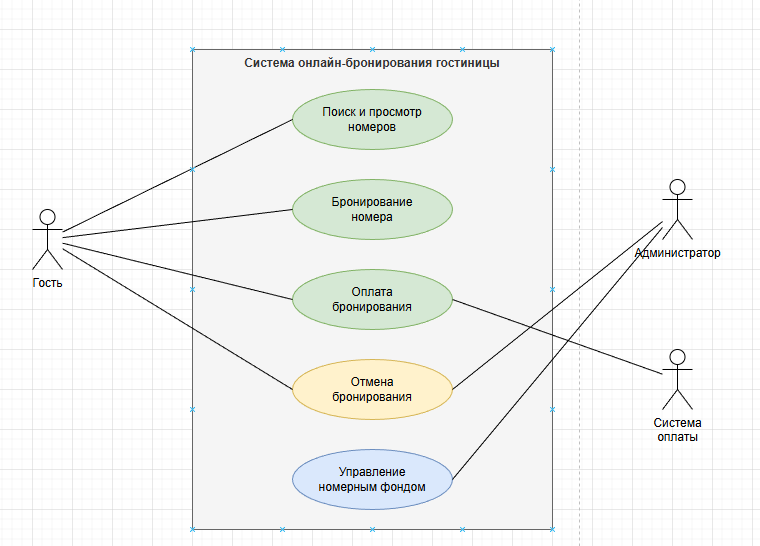 Система онлайн-бронирования гостиницы
Поиск и просмотр
номеров
Бронирование
номера
Гость
Администратор
Оплата
бронирования
Отмена
бронирования
Система
оплаты
Управление
номерным фондом